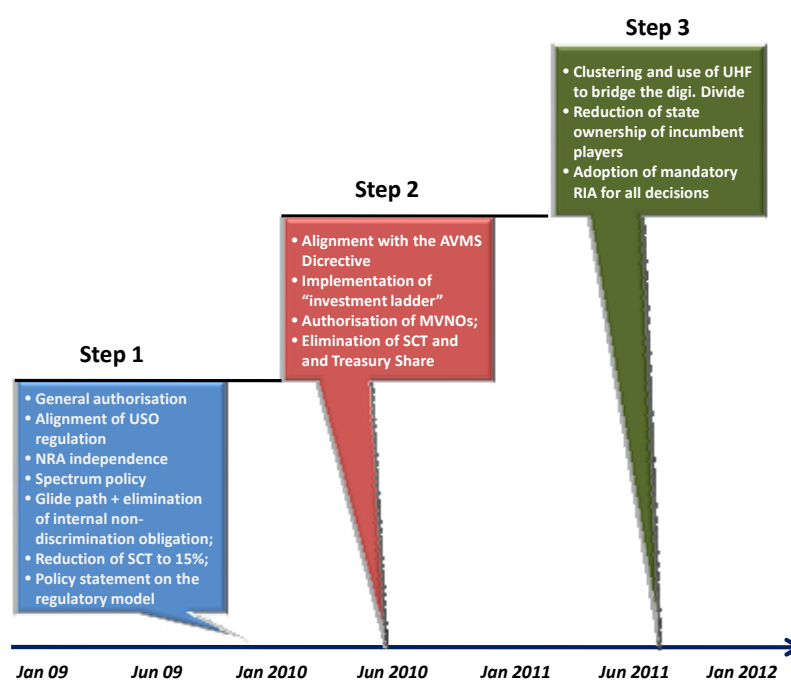 Step 3
• Clustering and use of UHF
to bridge the digi. Divide
• Reduction of state
ownership of incumbent
players
• Adoption of mandatory
RIA for all decisions
Step 2
• Alignment with the AVMS
Dicrective
• Implementation of
“investment ladder”
• Authorisation of MVNOs;
• Elimination of SCT and
and Treasury Share
Step 1
• General authorisation
• Alignment of USO
regulation
• NRA independence
• Spectrum policy
• Glide path + elimination
of internal non-
discrimination obligation;
• Reduction of SCT to 15%;
• Policy statement on the
regulatory model
Jan 09 Jun 09 Jan 2010 Jun 2010 Jan 2011 Jun 2011 Jan 2012